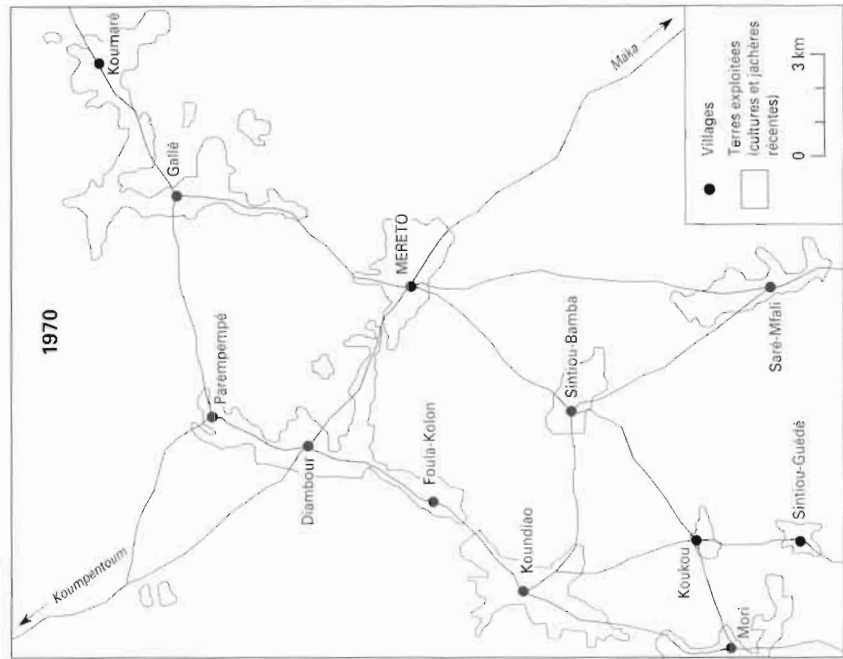 1970
Koumaré
Gallé
Parempempé
Koumpentoum
Maka
Diambour
MERETO
Foula-Kolon
Koundiao
Sintiou-Bamba
Saré-Mfali
Koukou
Sintiou-Guédé
Mori
Villages
Terres exploitées
(cultures et jachères
récentes)
0 3 km